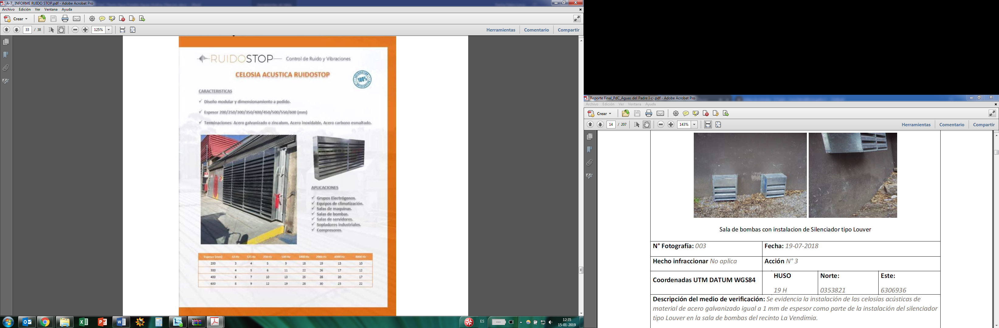 A-7_ INFORME RUIDO STOP.pdf - Adobe Acrobat Pro
Archivo Edición Ver Ventana Ayuda
Crear
33 / 38 125% Herramientas Comentario Compartir
RUIDOSTOP Control de Ruido y Vibraciones
CELOSIA ACUSTICA RUIDOSTOP
100%
CARACTERISTICAS
✓ Diseño modular y dimensionamiento a pedido.
✓ Espesor 200/250/300/350/400/450/500/550/600 (mm)
✓ Terminaciones: Acero galvanizado o zincalum, Acero inoxidable, Acero carbono esmaltado.
APLICACIONES
✓ Grupos Electrógenos.
✓ Equipos de climatización.
✓ Salas de maquinas.
✓ Salas de bombas.
✓ Salas de servidores.
✓ Sopladores industriales.
✓ Compresores.
Espesor (mm) 63 Hz 125 Hz 250 Hz 500 Hz 1000 Hz 2000 Hz 4000 Hz 8000 Hz
200 3 4 5 9 18 19 13 10
300 4 5 6 11 22 26 17 12
400 6 7 10 13 25 28 20 17
600 8 9 12 19 28 30 23 22
ES
12:35
15-01-2019
Reporte Final_PdC_Aguas del Padre I-c-.pdf - Adobe Acrobat Pro
Archivo Edición Ver Ventana Ayuda
Crear
14 / 207 143% Herramientas Comentario Compartir
Sala de bombas con instalacion de Silenciador tipo Louver
N° Fotografía: 003 Fecha: 19-07-2018
Hecho infraccionar No aplica Acción N° 3
Coordenadas UTM DATUM WGS84 HUSO Norte: Este:
19 H 0353821 6306936
Descripción del medio de verificación: Se evidencia la instalación de las celosías acústicas de
material de acero galvanizado igual a 1 mm de espesor como parte de la instalación del silenciador
tipo Louver en la sala de bombas del recinto La Vendimia.